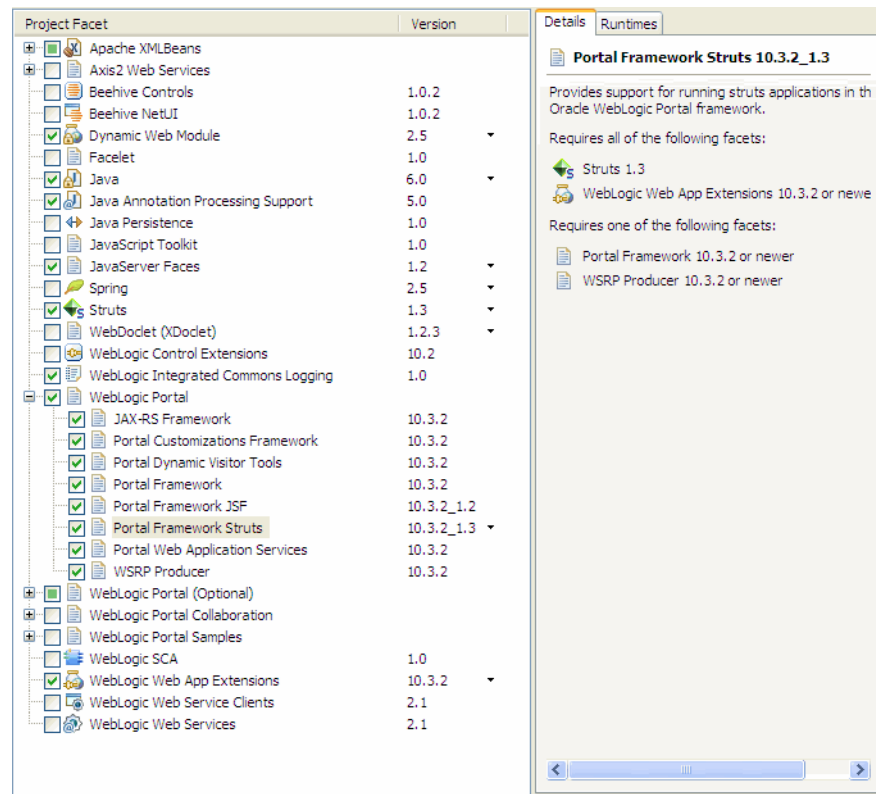 Project Facet Version
Apache XMLBeans
Axis2 Web Services
Beehive Controls 1.0.2
Beehive NetUI 1.0.2
Dynamic Web Module 2.5
Facelet 1.0
Java 6.0
Java Annotation Processing Support 5.0
Java Persistence 1.0
JavaScript Toolkit 1.0
JavaServer Faces 1.2
Spring 2.5
Struts 1.3
WebDoclet (XDoclet) 1.2.3
WebLogic Control Extensions 10.2
WebLogic Integrated Commons Logging 1.0
WebLogic Portal
JAX-RS Framework 10.3.2
Portal Customizations Framework 10.3.2
Portal Dynamic Visitor Tools 10.3.2
Portal Framework 10.3.2
Portal Framework JSF 10.3.2_1.2
Portal Framework Struts 10.3.2_1.3
Portal Web Application Services 10.3.2
WSRP Producer 10.3.2
WebLogic Portal (Optional)
WebLogic Portal Collaboration
WebLogic Portal Samples
WebLogic SCA 1.0
WebLogic Web App Extensions 10.3.2
WebLogic Web Service Clients 2.1
WebLogic Web Services 2.1
Details Runtimes
Portal Framework Struts 10.3.2_1.3
Provides support for running struts applications in th
Oracle WebLogic Portal framework.
Requires all of the following facets:
Struts 1.3
WebLogic Web App Extensions 10.3.2 or newe
Requires one of the following facets:
Portal Framework 10.3.2 or newer
WSRP Producer 10.3.2 or newer